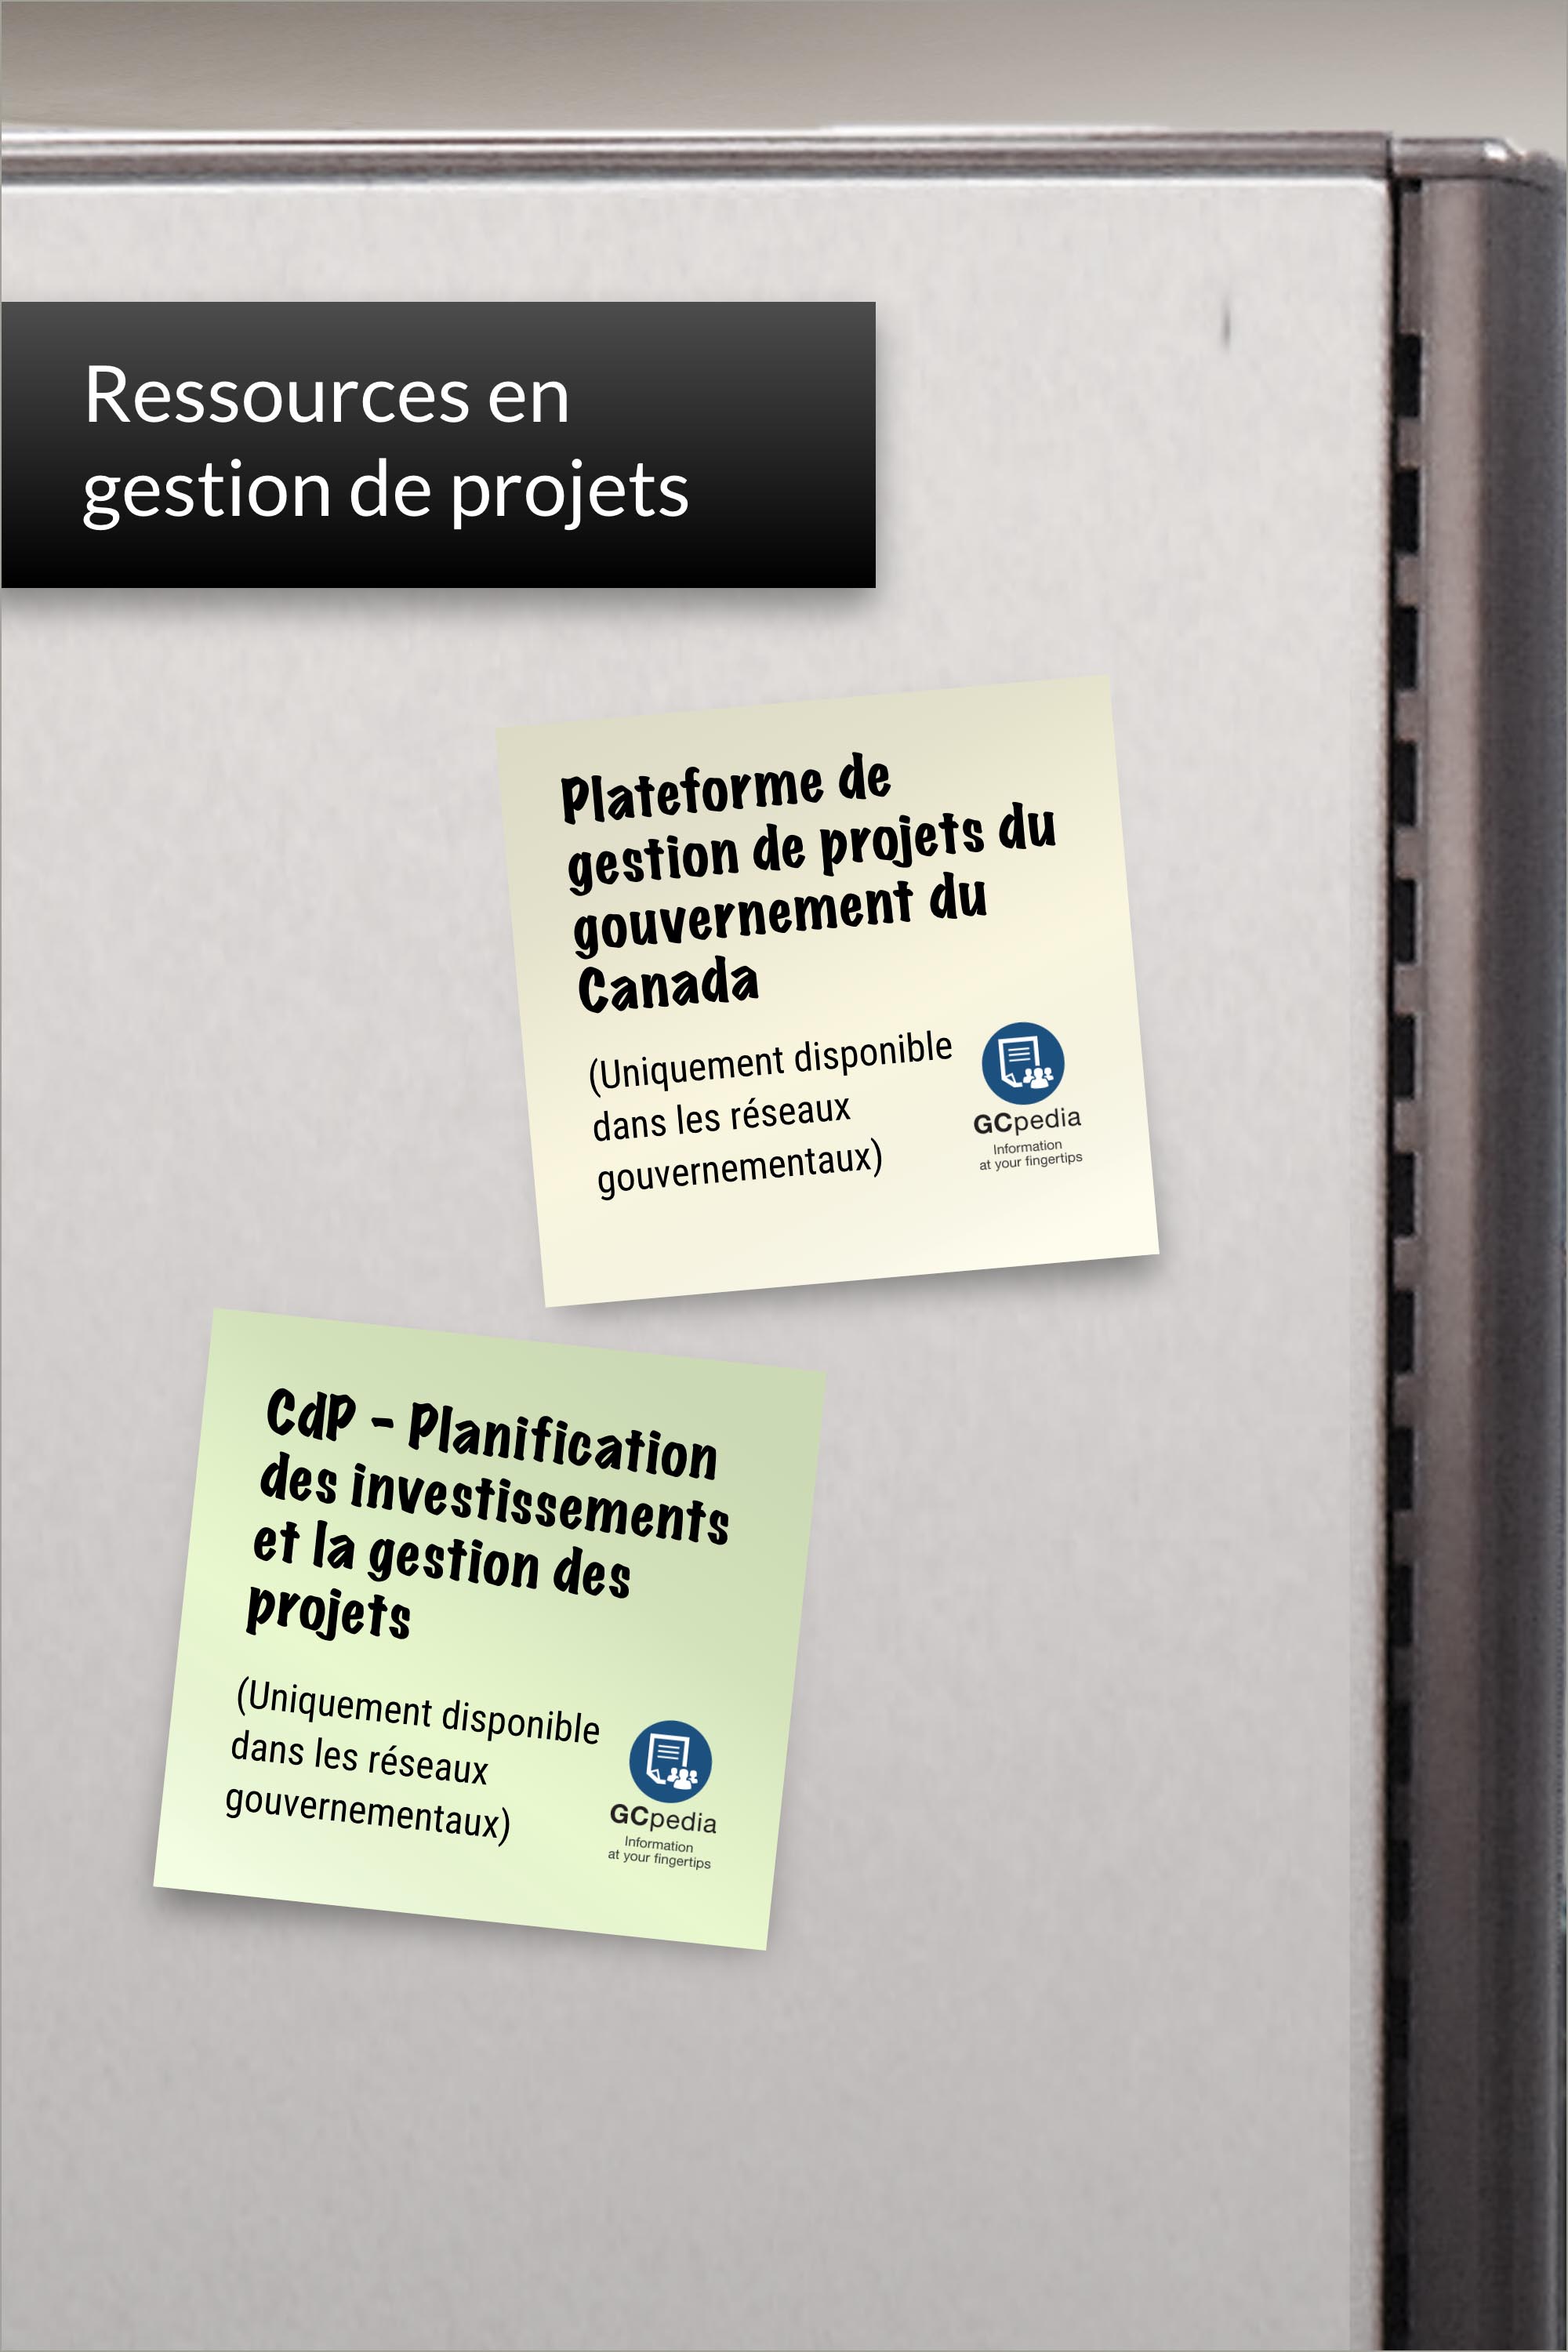 Ressources en
gestion de projets
Plateforme de
gestion de projets du
gouvernement du
Canada
(Uniquement disponible
dans les réseaux
gouvernementaux)
GCpedia
Information
at your fingertips
CdP - Planification
des investissements
et la gestion des
projets
(Uniquement disponible
dans les réseaux
gouvernementaux)
GCpedia
Information
at your fingertips